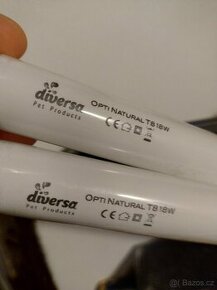 diversa
Pet Products
OPTI NATURAL T8 18W
CE
diversa
Pet Products
OPTI NATURAL T8 18W
CE
Bazos.cz